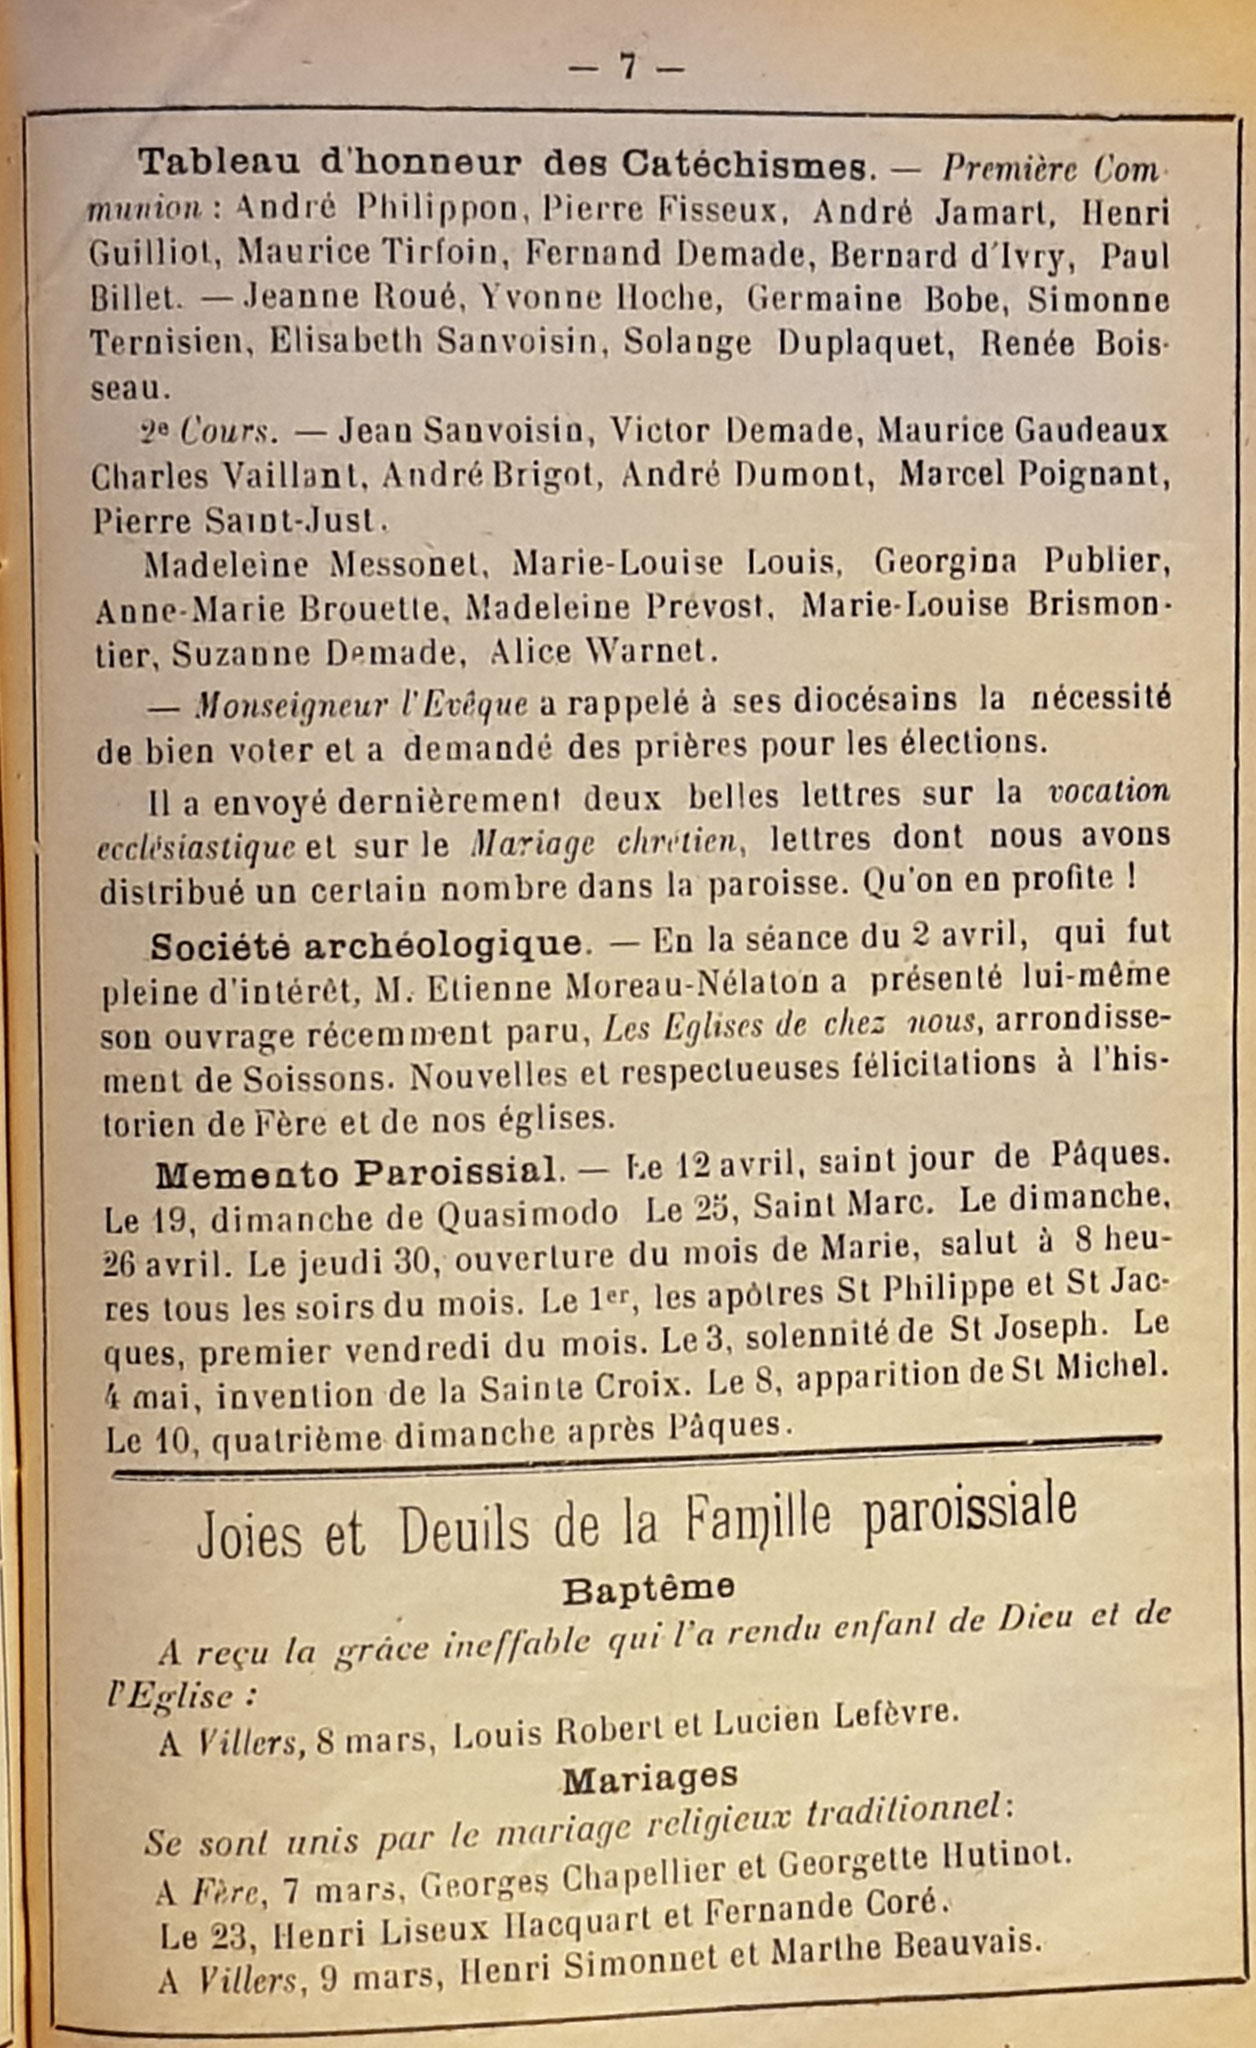 — 7 —
Tableau d'honneur des Catéchismes. — Première Com-
munion : André Philippon, Pierre Fisseux, André Jamart, Henri
Guilliot, Maurice Tirfoin, Fernand Demade, Bernard d'Ivry, Paul
Billet. — Jeanne Roué, Yvonne Hoche, Germaine Bobe, Simonne
Ternisien, Elisabeth Sanvoisin, Solange Duplaquet, Renée Bois-
seau.
2e Cours. — Jean Sanvoisin, Victor Demade, Maurice Gaudeaux
Charles Vaillant, André Brigot, André Dumont, Marcel Poignant,
Pierre Saint-Just.
Madeleine Messonet, Marie-Louise Louis, Georgina Publier,
Anne-Marie Brouette, Madeleine Prévost, Marie-Louise Brismon-
tier, Suzanne Demade, Alice Warnet.
— Monseigneur l'Evêque a rappelé à ses diocésains la nécessité
de bien voter et a demandé des prières pour les élections.
Il a envoyé dernièrement deux belles lettres sur la vocation
ecclésiastique et sur le Mariage chrétien, lettres dont nous avons
distribué un certain nombre dans la paroisse. Qu'on en profite !
Société archéologique. — En la séance du 2 avril, qui fut
pleine d'intérêt, M. Etienne Moreau-Nélaton a présenté lui-même
son ouvrage récemment paru, Les Eglises de chez nous, arrondisse-
ment de Soissons. Nouvelles et respectueuses félicitations à l'his-
torien de Fère et de nos églises.
Memento Paroissial. — Le 12 avril, saint jour de Pâques.
Le 19, dimanche de Quasimodo Le 25, Saint Marc. Le dimanche,
26 avril. Le jeudi 30, ouverture du mois de Marie, salut à 8 heu-
res tous les soirs du mois. Le 1er, les apôtres St Philippe et St Jac-
ques, premier vendredi du mois. Le 3, solennité de St Joseph. Le
4 mai, invention de la Sainte Croix. Le 8, apparition de St Michel.
Le 10, quatrième dimanche après Pâques.
Joies et Deuils de la Famille paroissiale
Baptême
A reçu la grâce ineffable qui l'a rendu enfant de Dieu et de
l'Eglise :
A Villers, 8 mars, Louis Robert et Lucien Lefèvre.
Mariages
Se sont unis par le mariage religieux traditionnel :
A Fère, 7 mars, Georges Chapellier et Georgette Hutinot.
Le 23, Henri Liseux Hacquart et Fernande Coré.
A Villers, 9 mars, Henri Simonnet et Marthe Beauvais.